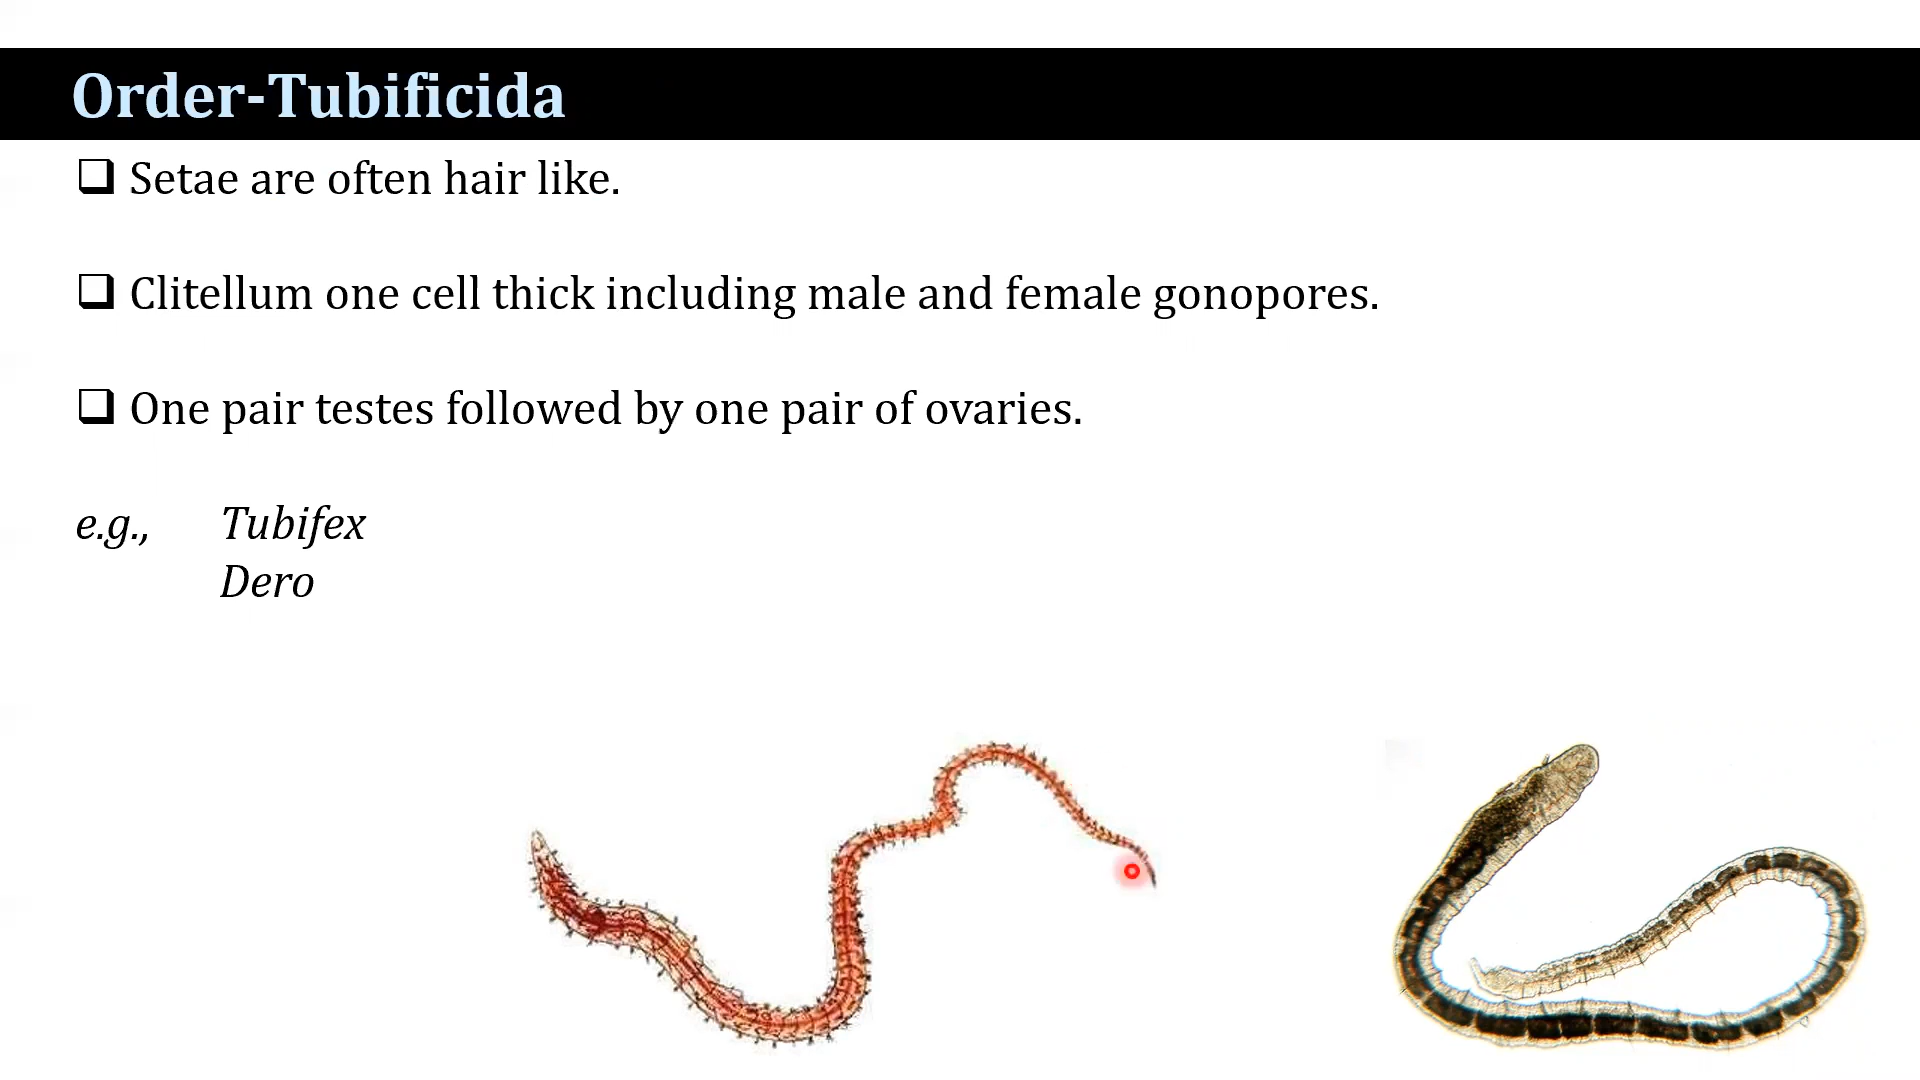 Order-Tubificida
Setae are often hair like.
Clitellum one cell thick including male and female gonopores.
One pair testes followed by one pair of ovaries.
e.g., Tubifex
Dero